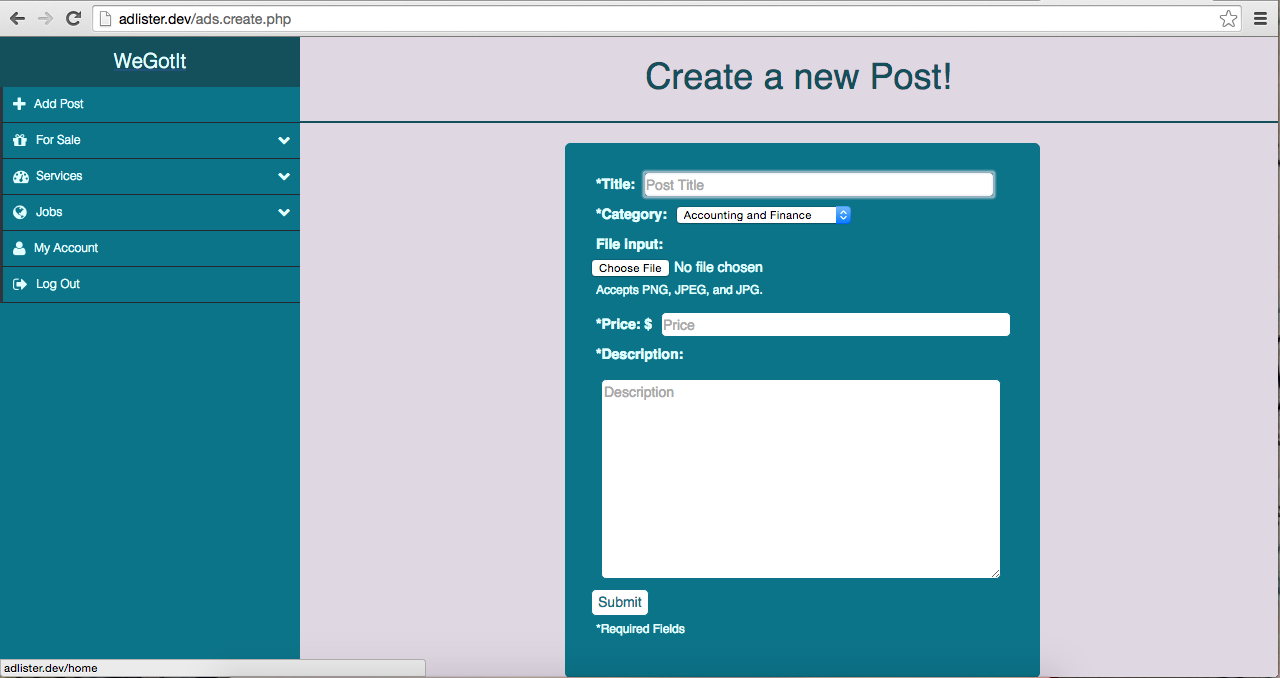 adlister.dev/ads.create.php
WeGotIt
Add Post
For Sale
Services
Jobs
My Account
Log Out
Create a new Post!
*Title: Post Title
*Category: Accounting and Finance
File Input:
Choose File No file chosen
Accepts PNG, JPEG, and JPG.
*Price: $ Price
*Description:
Description
Submit
*Required Fields
adlister.dev/home